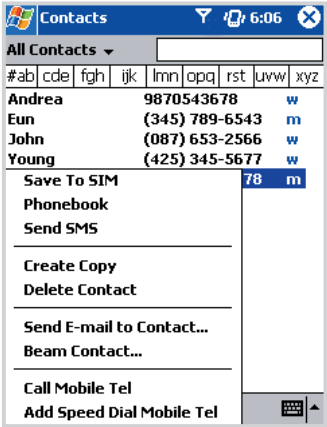 Contacts 6:06
All Contacts
#ab cde fgh ijk lmn opq rst uvw xyz
Andrea 9870543678 w
Eun (345) 789-6543 m
John (087) 653-2566 w
Young (425) 345-5677 w
78 m
Save To SIM
Phonebook
Send SMS
Create Copy
Delete Contact
Send E-mail to Contact...
Beam Contact...
Call Mobile Tel
Add Speed Dial Mobile Tel